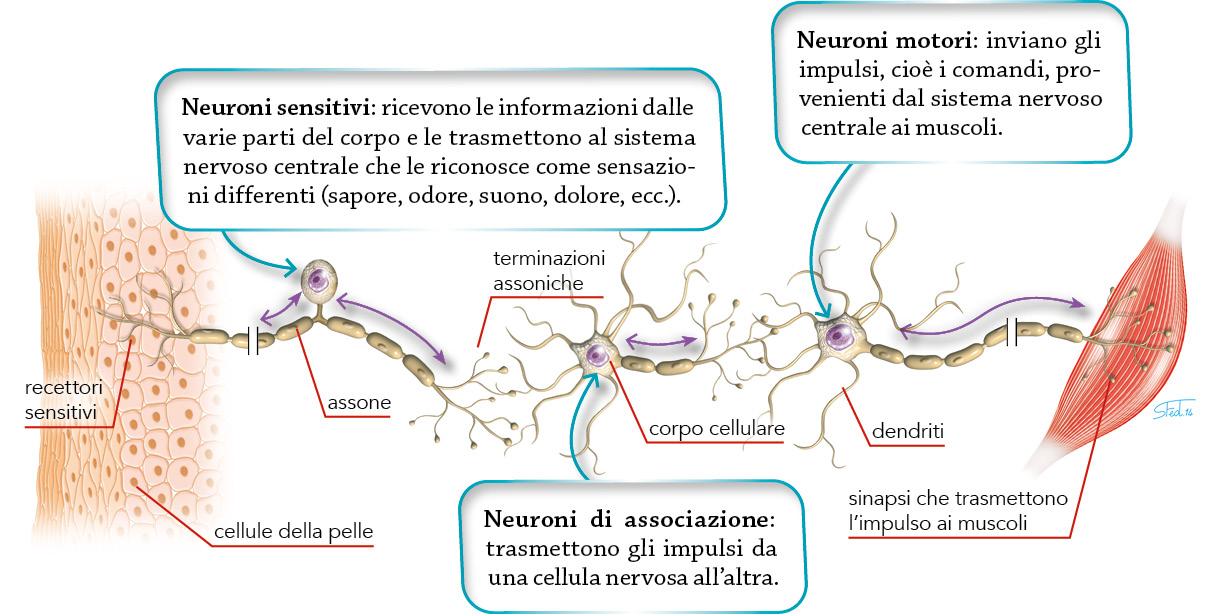 Neuroni motori: inviano gli
impulsi, cioè i comandi, pro-
venienti dal sistema nervoso
centrale ai muscoli.
Neuroni sensitivi: ricevono le informazioni dalle
varie parti del corpo e le trasmettono al sistema
nervoso centrale che le riconosce come sensazio-
ni differenti (sapore, odore, suono, dolore, ecc.).
terminazioni
assoniche
recettori
sensitivi
assone
corpo cellulare
dendriti
Sted.14
sinapsi che trasmettono
l'impulso ai muscoli
cellule della pelle
Neuroni di associazione:
trasmettono gli impulsi da
una cellula nervosa all'altra.